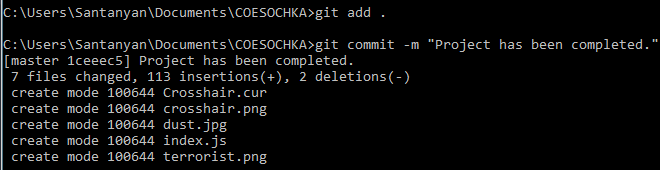 C:\Users\Santanyan\Documents\COESOCHKA>git add .
C:\Users\Santanyan\Documents\COESOCHKA>git commit -m "Project has been completed."
[master 1ceeec5] Project has been completed.
 7 files changed, 113 insertions(+), 2 deletions(-)
 create mode 100644 Crosshair.cur
 create mode 100644 crosshair.png
 create mode 100644 dust.jpg
 create mode 100644 index.js
 create mode 100644 terrorist.png